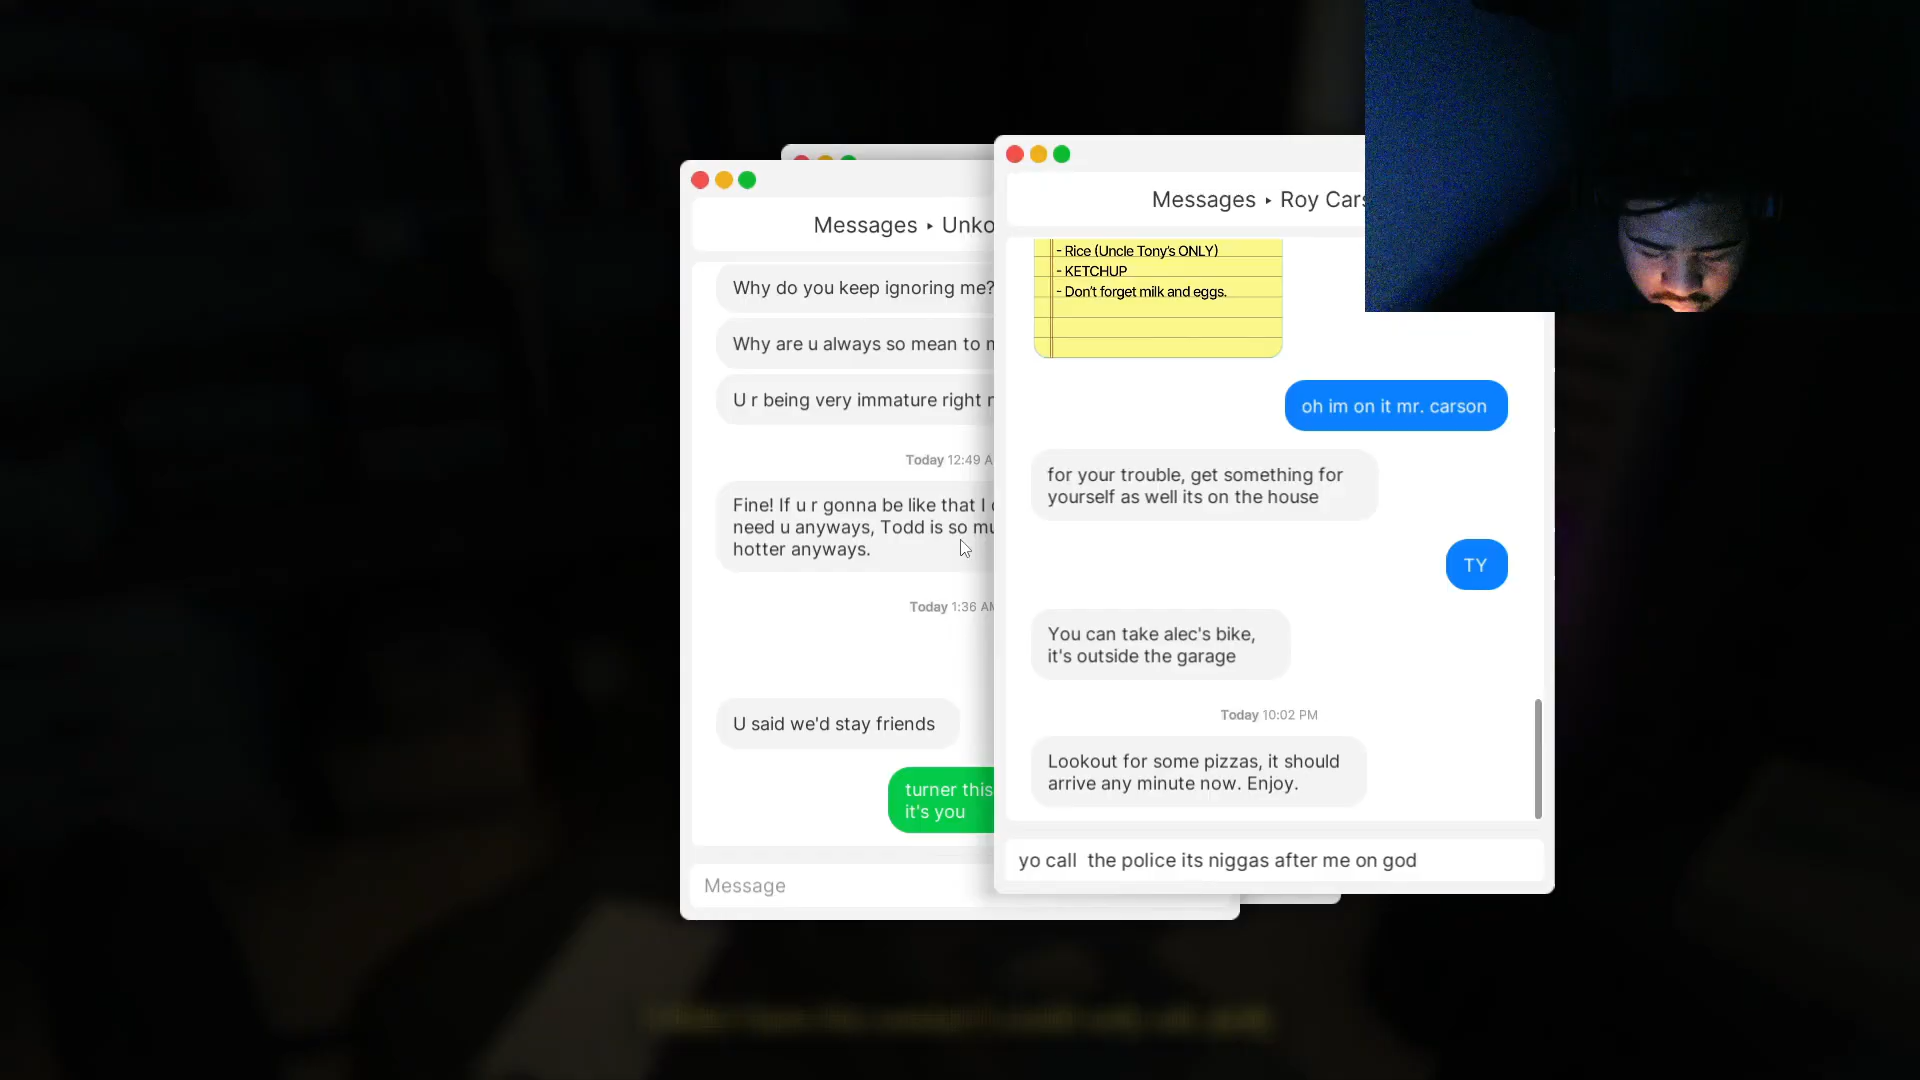 Messages ‣ Unko
Why do you keep ignoring me?
Why are u always so mean to m
U r being very immature right n
Today 12:49 A
Fine! If u r gonna be like that I
need u anyways, Todd is so mu
hotter anyways.
Today 1:36 AM
U said we'd stay friends
turner this
it's you
Message
Messages ‣ Roy Cars
- Rice (Uncle Tony's ONLY)
- KETCHUP
- Don't forget milk and eggs.
oh im on it mr. carson
for your trouble, get something for
yourself as well its on the house
TY
You can take alec's bike,
it's outside the garage
Today 10:02 PM
Lookout for some pizzas, it should
arrive any minute now. Enjoy.
yo call  the police its niggas after me on god